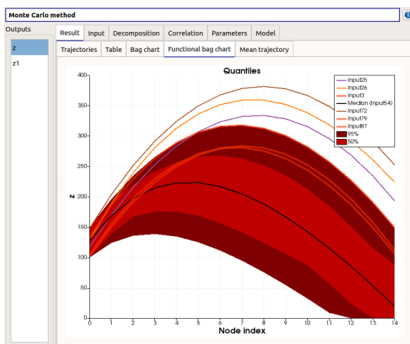 Monte Carlo method
Outputs
z
z1
Result Input Decomposition Correlation Parameters Model
Trajectories Table Bag chart Functional bag chart Mean trajectory
Quantiles
Input25
Input26
Input3
Median (Input54)
Input72
Input79
Input87
95%
50%
400
350
300
250
200
150
100
50
0
z
0 1 2 3 4 5 6 7 8 9 10 11 12 13 14
Node index